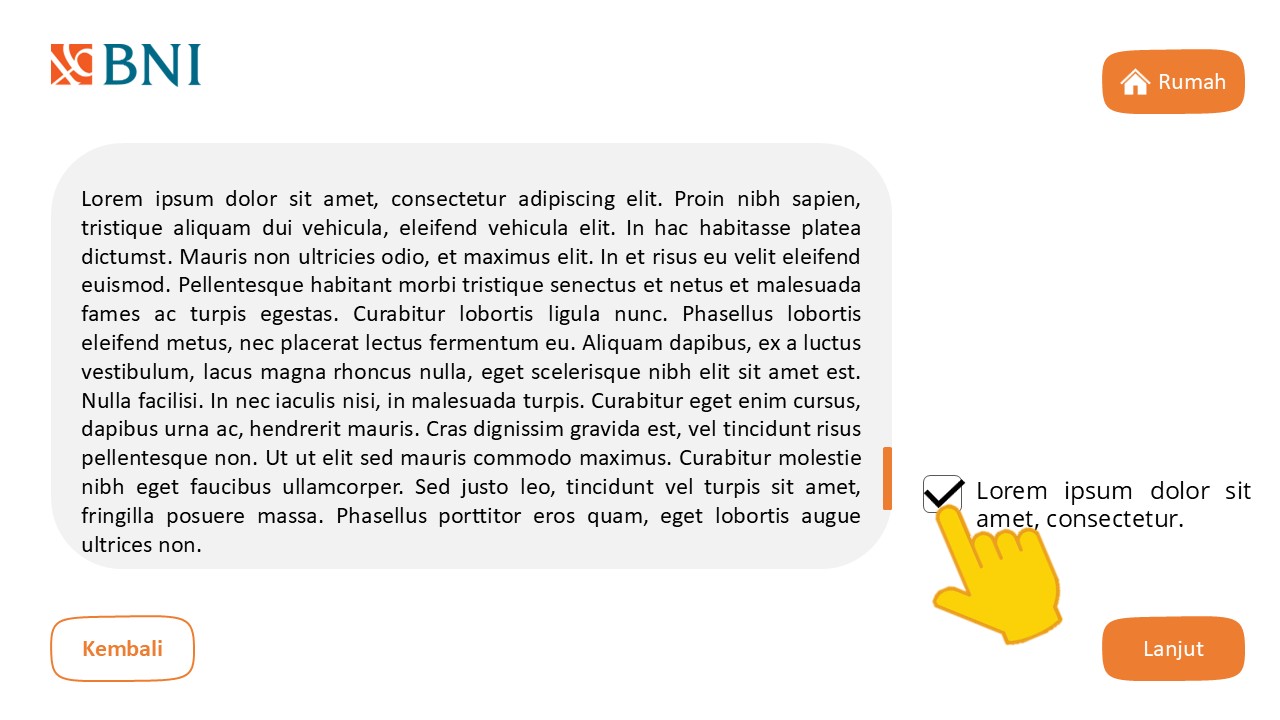 BNI
Rumah
Lorem ipsum dolor sit amet, consectetur adipiscing elit. Proin nibh sapien,
tristique aliquam dui vehicula, eleifend vehicula elit. In hac habitasse platea
dictumst. Mauris non ultricies odio, et maximus elit. In et risus eu velit eleifend
euismod. Pellentesque habitant morbi tristique senectus et netus et malesuada
fames ac turpis egestas. Curabitur lobortis ligula nunc. Phasellus lobortis
eleifend metus, nec placerat lectus fermentum eu. Aliquam dapibus, ex a luctus
vestibulum, lacus magna rhoncus nulla, eget scelerisque nibh elit sit amet est.
Nulla facilisi. In nec iaculis nisi, in malesuada turpis. Curabitur eget enim cursus,
dapibus urna ac, hendrerit mauris. Cras dignissim gravida est, vel tincidunt risus
pellentesque non. Ut ut elit sed mauris commodo maximus. Curabitur molestie
nibh eget faucibus ullamcorper. Sed justo leo, tincidunt vel turpis sit amet,
fringilla posuere massa. Phasellus porttitor eros quam, eget lobortis augue
ultrices non.
Lorem ipsum dolor sit
amet, consectetur.
Kembali
Lanjut